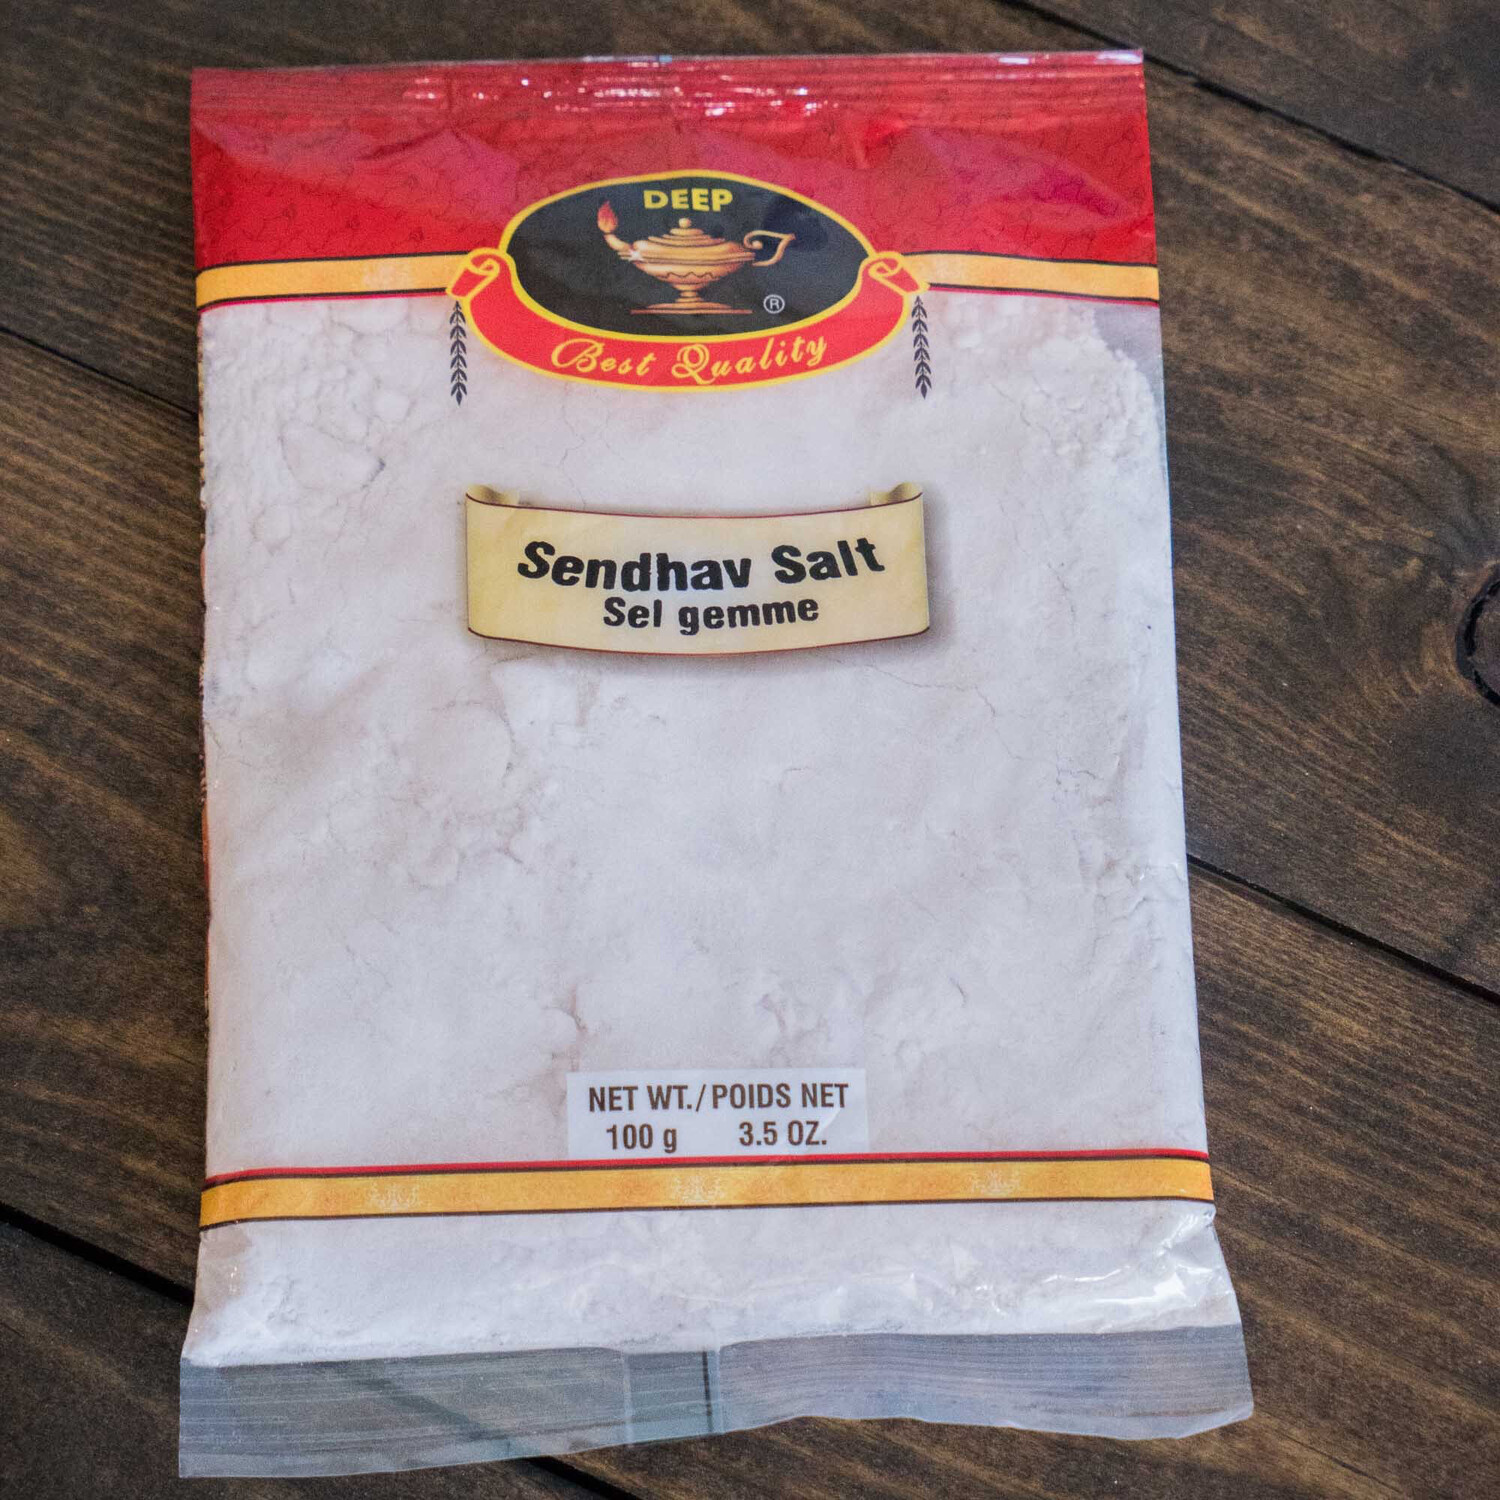 DEEP
®
Best Quality
Sendhav Salt
Sel gemme
NET WT./POIDS NET
100 g 3.5 OZ.